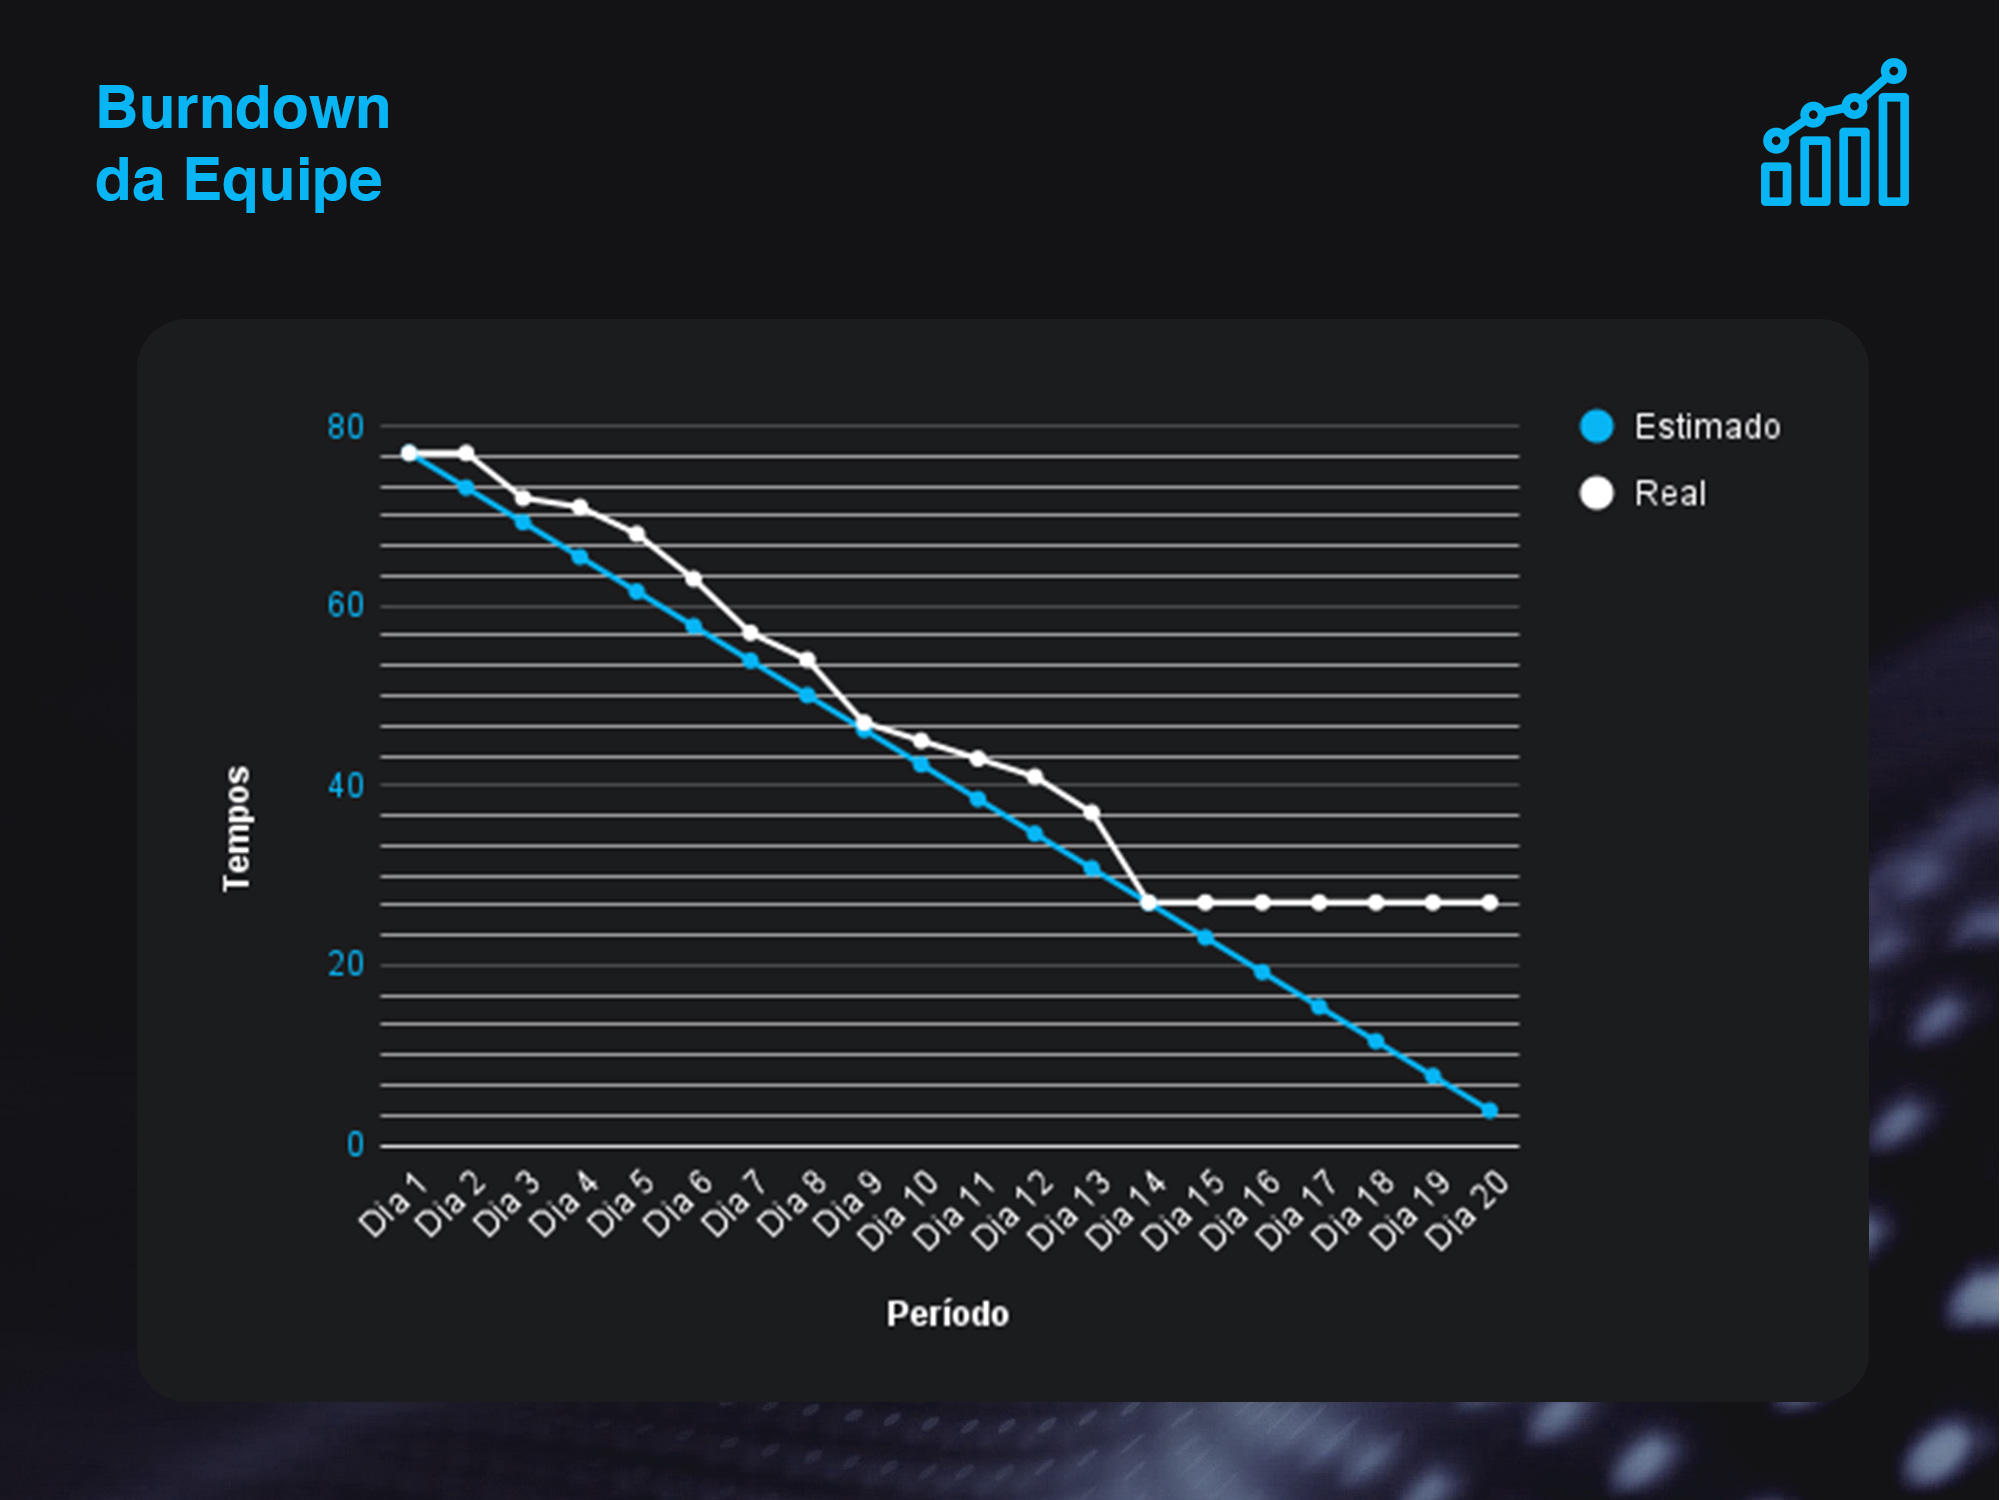 Burndown
da Equipe
80
60
40
20
0
Tempos
Estimado
Real
Dia 1
Dia 2
Dia 3
Dia 4
Dia 5
Dia 6
Dia 7
Dia 8
Dia 9
Dia 10
Dia 11
Dia 12
Dia 13
Dia 14
Dia 15
Dia 16
Dia 17
Dia 18
Dia 19
Dia 20
Período